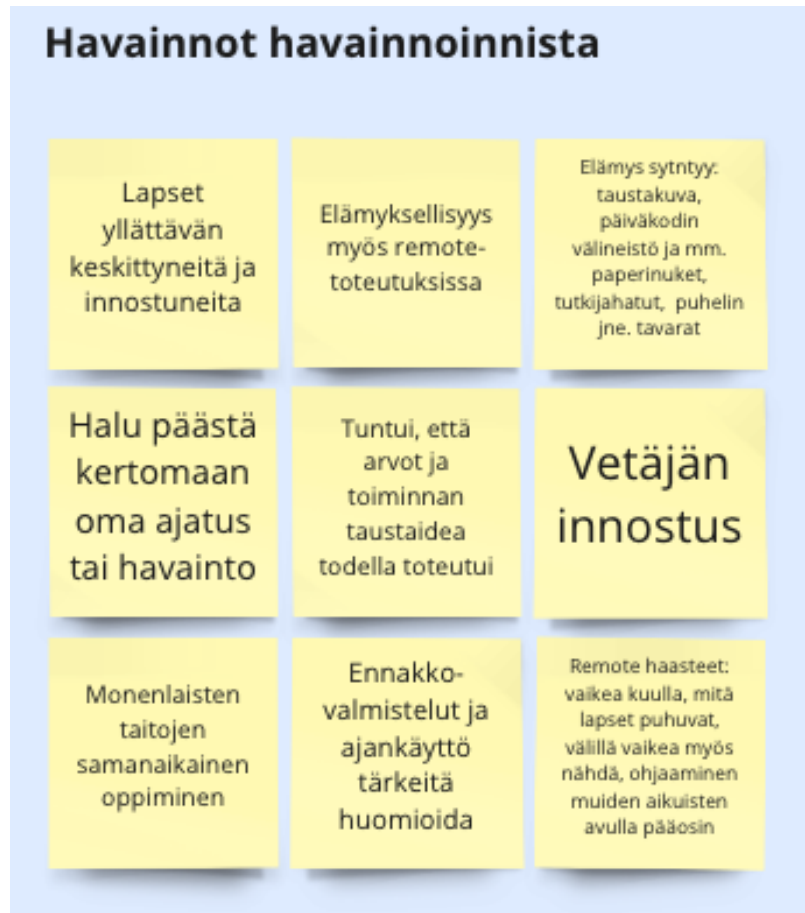 Havainnot havainnoinnista
Lapset
yllättävän
keskittyneitä ja
innostuneita
Elämyksellisyys
myös remote-
toteutuksissa
Elämys sytntyy:
taustakuva,
päiväkodin
välineistö ja mm.
paperinuket,
tutkijahatut, puhelin
jne. tavarat
Halu päästä
kertomaan
oma ajatus
tai havainto
Tuntui, että
arvot ja
toiminnan
taustaidea
todella toteutui
Vetäjän
innostus
Monenlaisten
taitojen
samanaikainen
oppiminen
Ennakko-
valmistelut ja
ajankäyttö
tärkeitä
huomioida
Remote haasteet:
vaikea kuulla, mitä
lapset puhuvat,
välillä vaikea myös
nähdä, ohjaaminen
muiden aikuisten
avulla pääosin